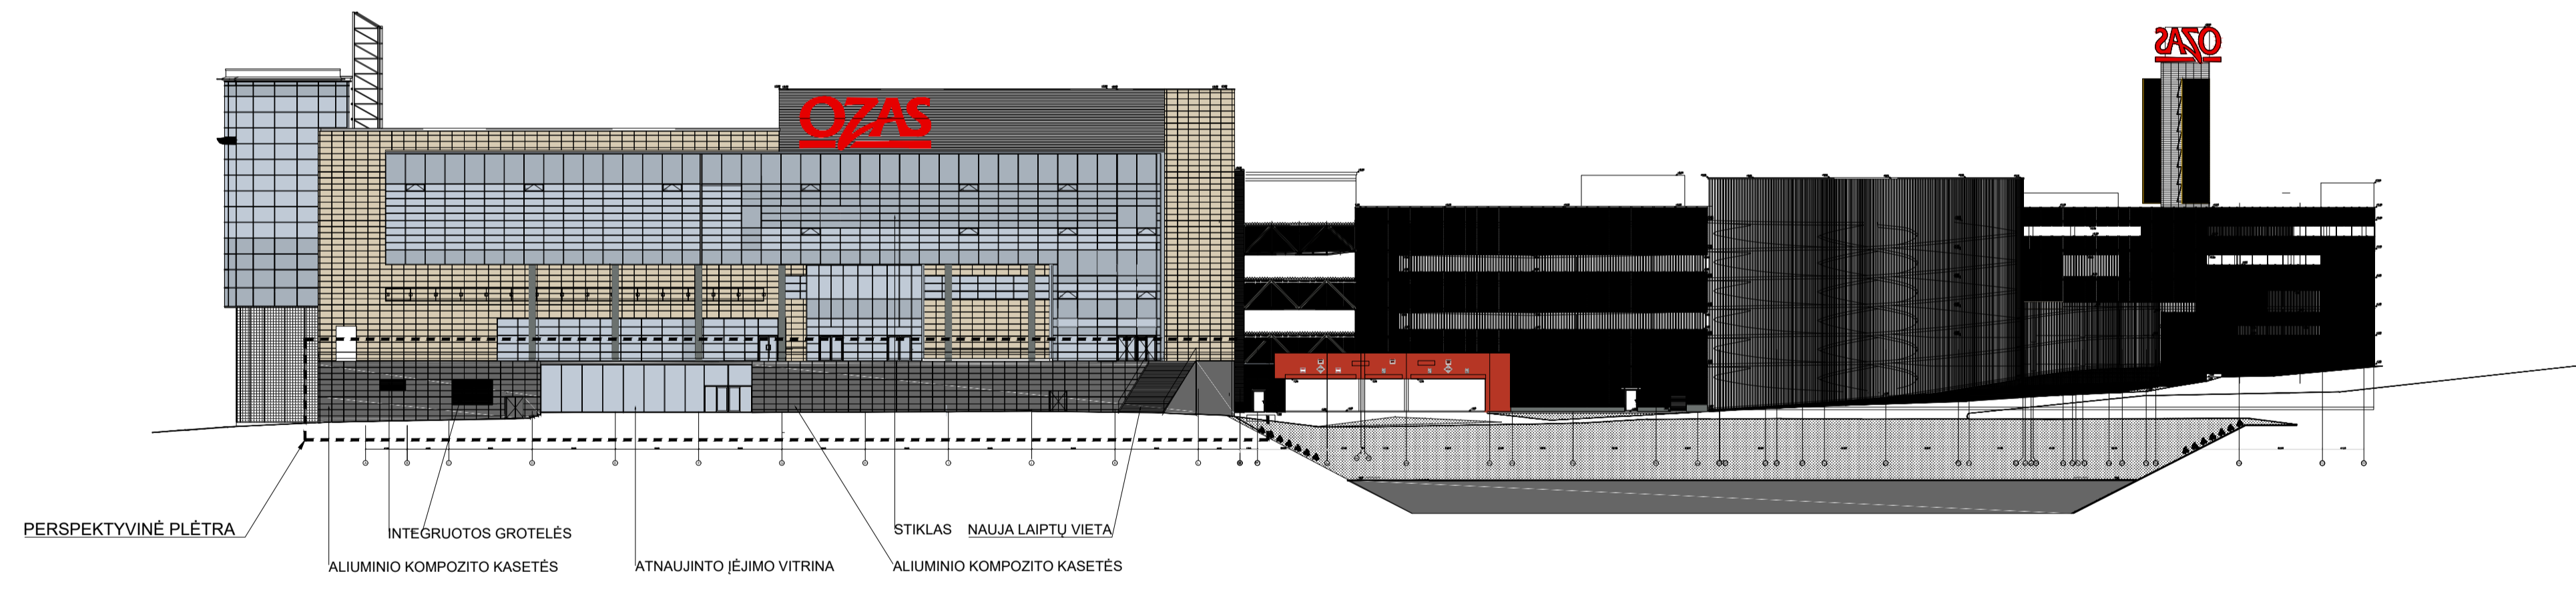 OZAS
OZAS
PERSPEKTYVINĖ PLĖTRA
INTEGRUOTOS GROTELĖS
STIKLAS
NAUJA LAIPTŲ VIETA
ALIUMINIO KOMPOZITO KASETĖS
ATNAUJINTO ĮĖJIMO VITRINA
ALIUMINIO KOMPOZITO KASETĖS